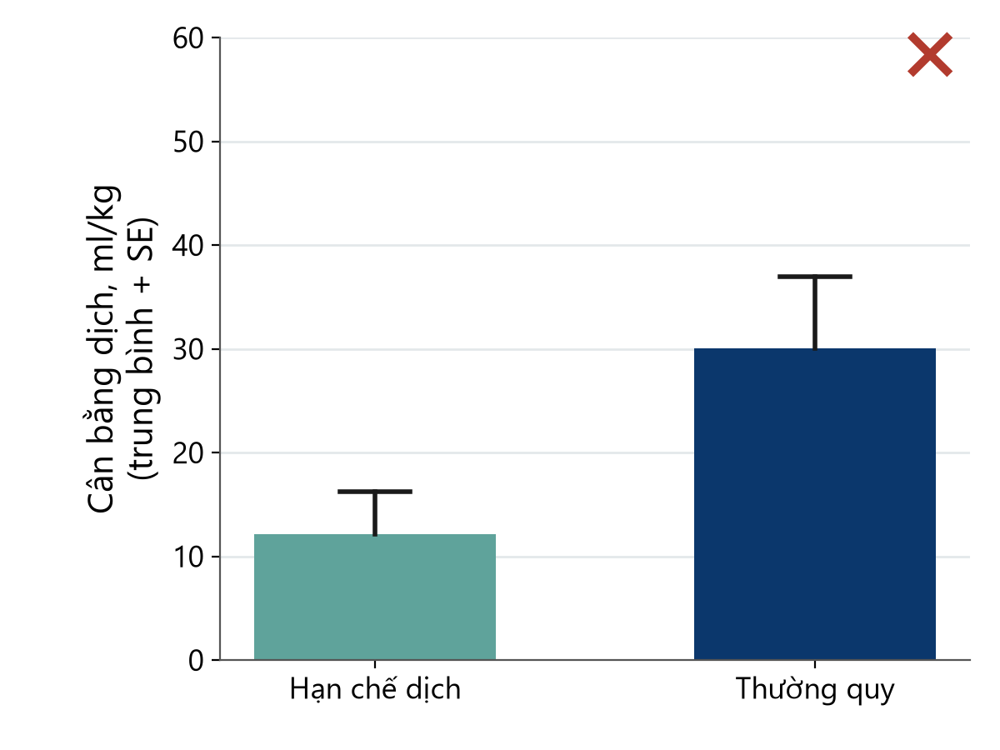 Cân bằng dịch, ml/kg
(trung bình + SE)
60
50
40
30
20
10
0
Hạn chế dịch
Thường quy